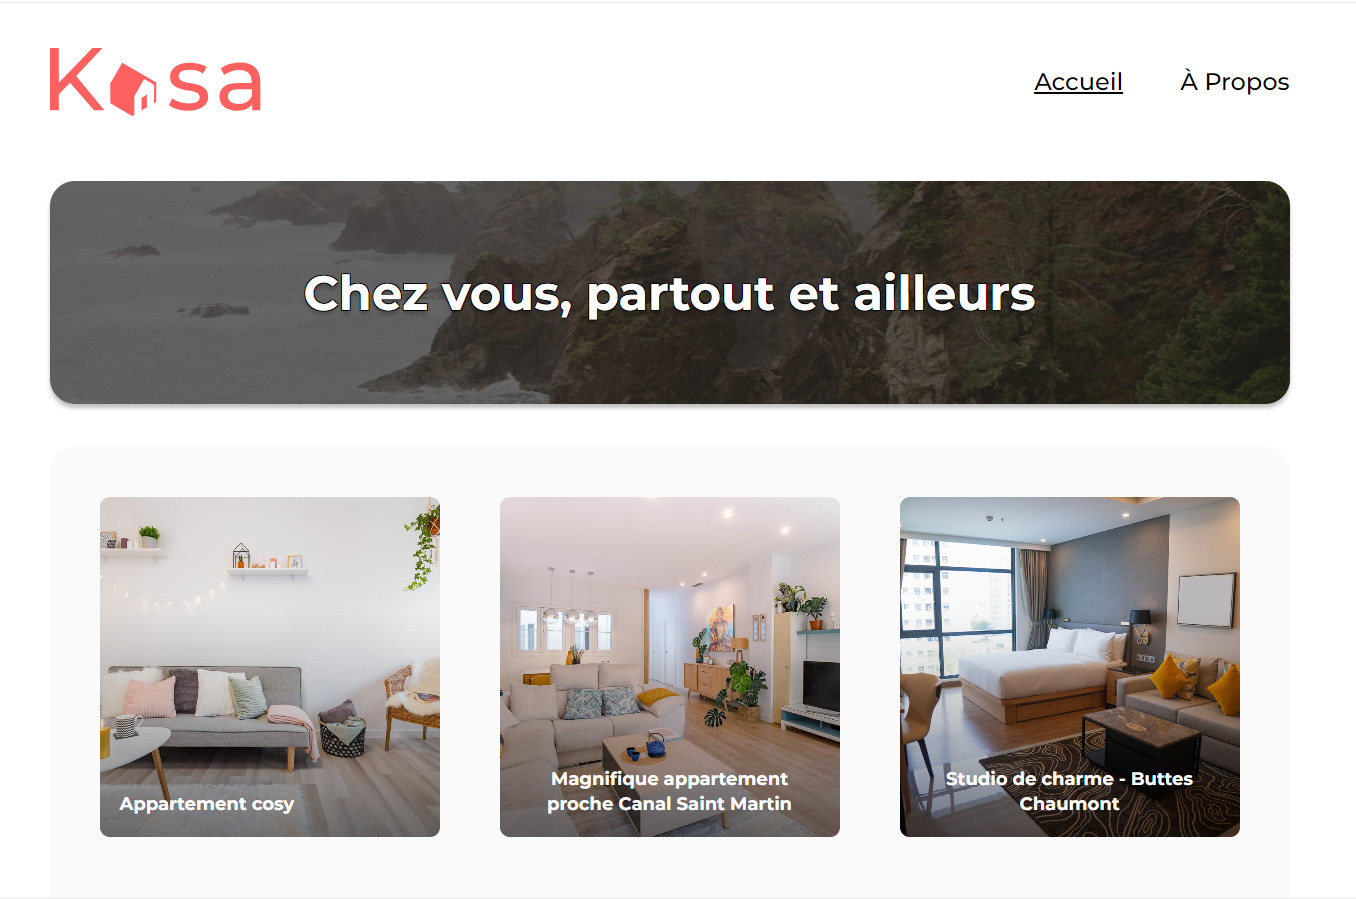 Kasa
Accueil
À Propos
Chez vous, partout et ailleurs
Appartement cosy
Magnifique appartement
proche Canal Saint Martin
Studio de charme - Buttes
Chaumont